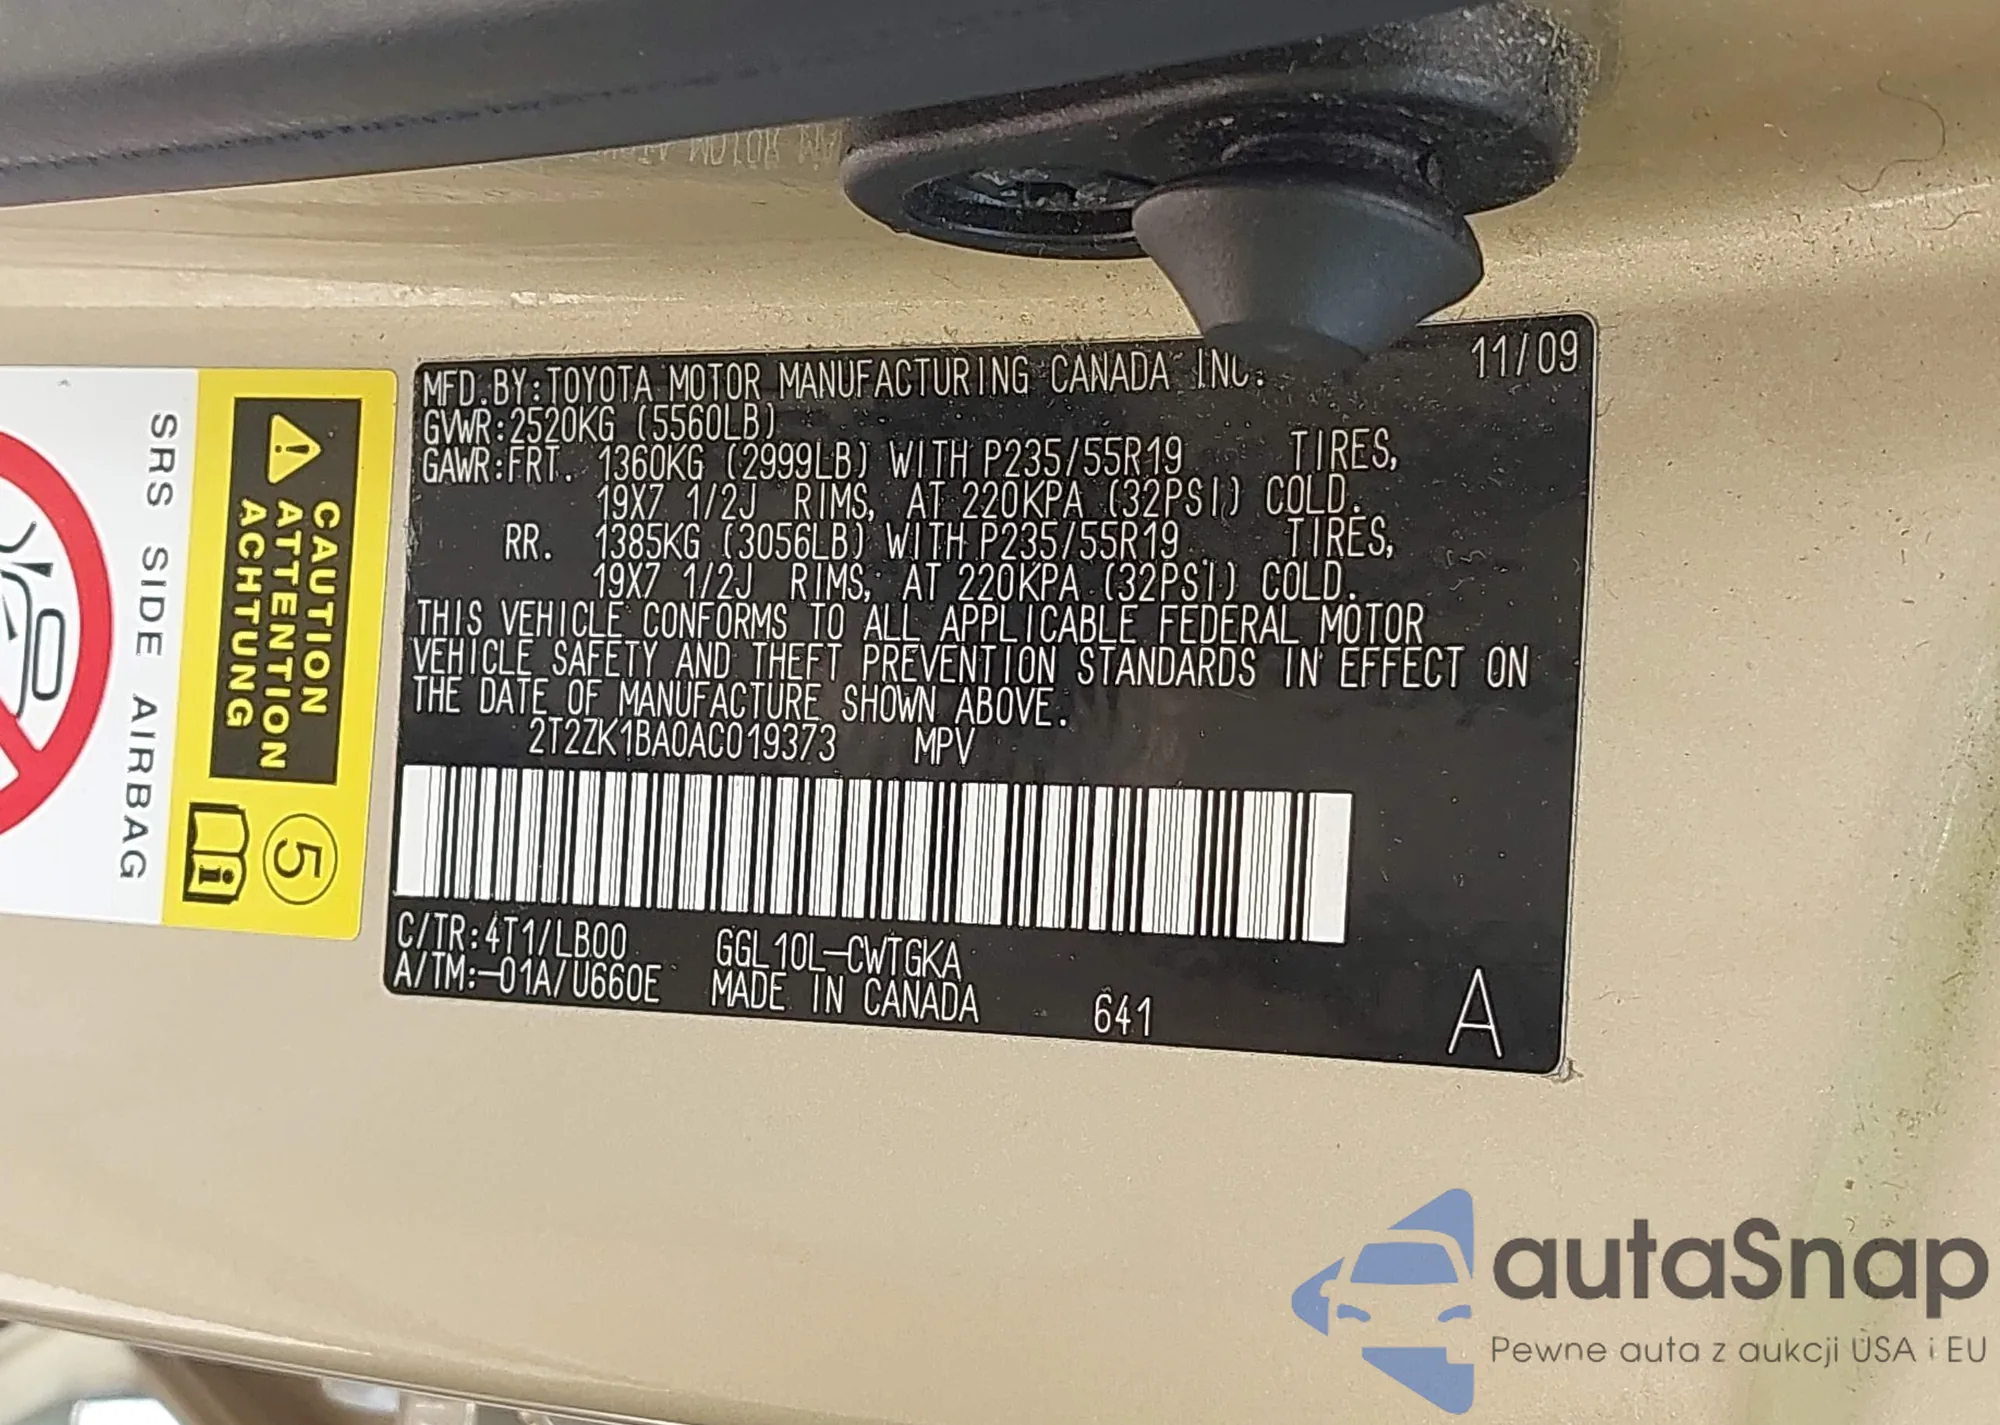 MFD.BY:TOYOTA MOTOR MANUFACTURING CANADA INC. 11/09
GVWR:2520KG (5560LB)
GAWR:FRT. 1360KG (2999LB) WITH P235/55R19 TIRES,
19X7 1/2J RIMS, AT 220KPA (32PSI) COLD.
RR. 1385KG (3056LB) WITH P235/55R19 TIRES,
19X7 1/2J RIMS, AT 220KPA (32PSI) COLD.
THIS VEHICLE CONFORMS TO ALL APPLICABLE FEDERAL MOTOR
VEHICLE SAFETY AND THEFT PREVENTION STANDARDS IN EFFECT ON
THE DATE OF MANUFACTURE SHOWN ABOVE.
2T2ZK1BA0AC019373 MPV
C/TR:4T1/LB00 GGL10L-CWTGKA
A/TM:-01A/U660E MADE IN CANADA 641 A
CAUTION
ATTENTION
ACHTUNG
5
SRS SIDE AIRBAG
autaSnap
Pewne auta z aukcji USA i EU